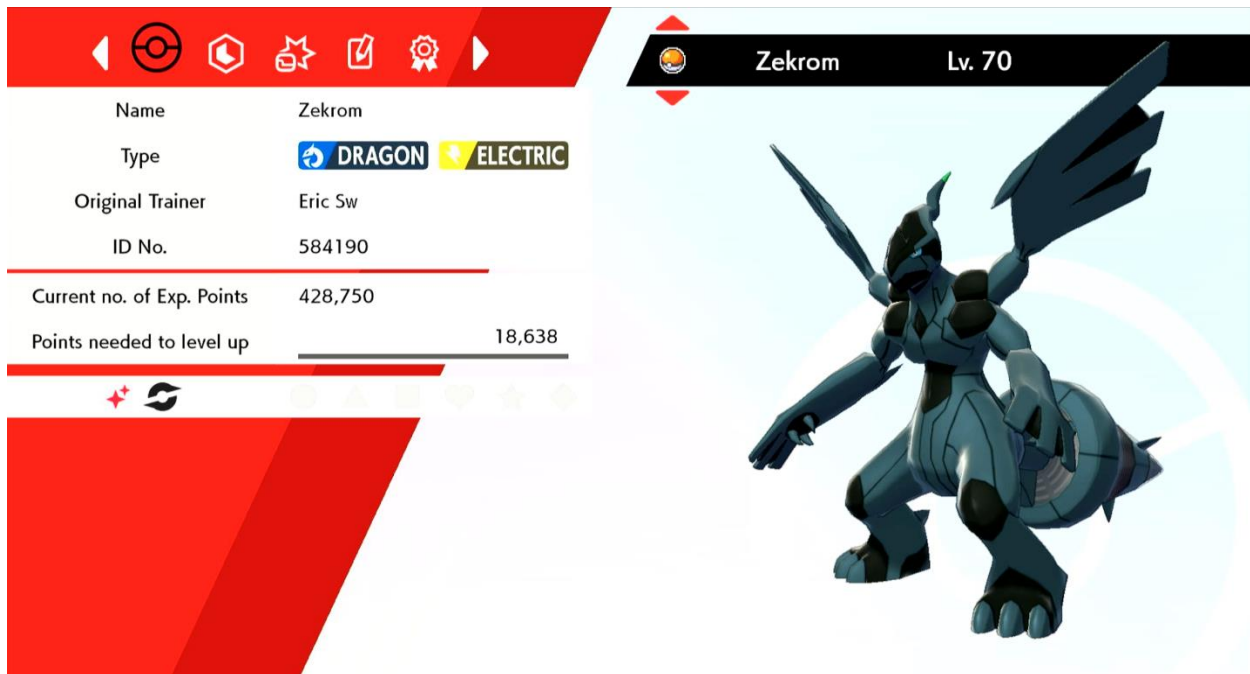 Zekrom Lv. 70
Name Zekrom
Type DRAGON ELECTRIC
Original Trainer Eric Sw
ID No. 584190
Current no. of Exp. Points 428,750
Points needed to level up 18,638